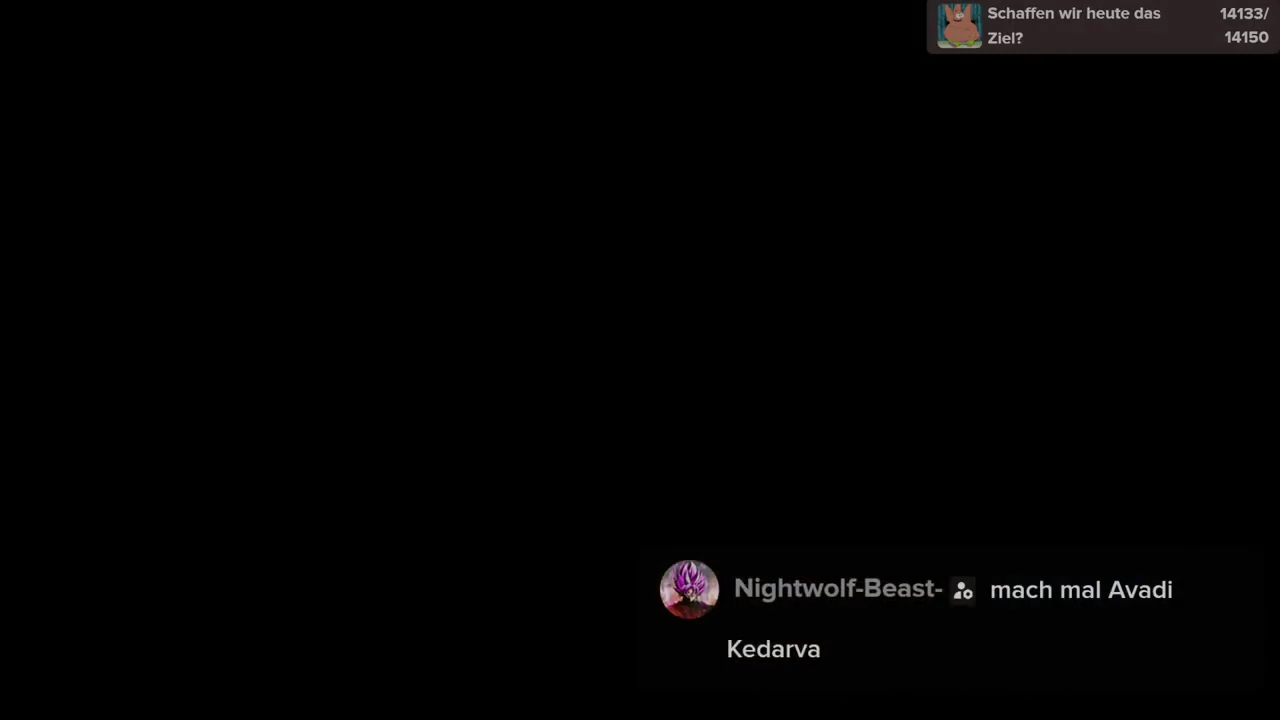 Schaffen wir heute das 14133/
Ziel? 14150
Nightwolf-Beast- mach mal Avadi
Kedarva